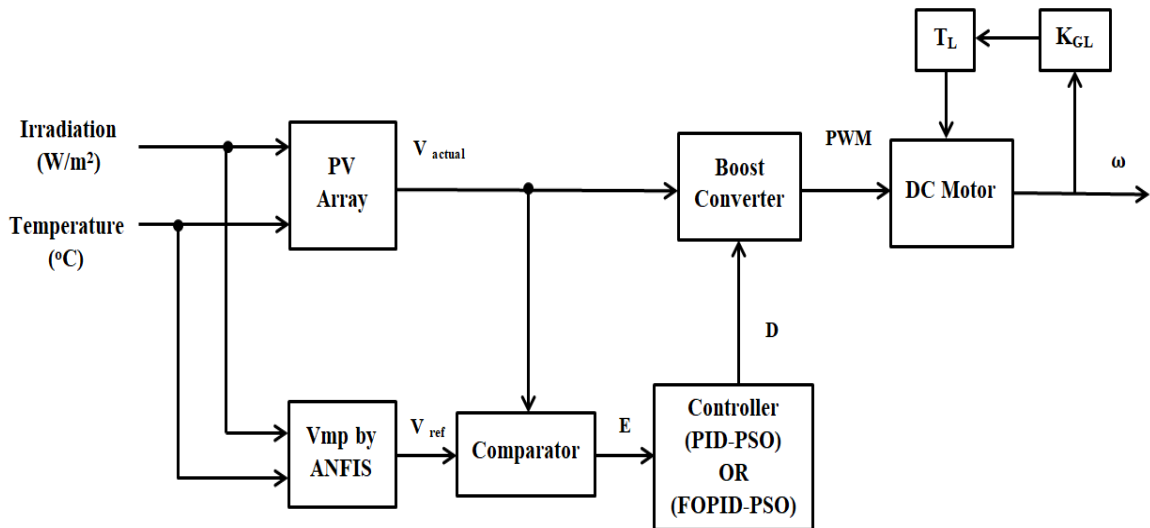 T_L
K_GL
Irradiation
(W/m²)
PV
Array
V actual
Boost
Converter
PWM
DC Motor
ω
Temperature
(°C)
D
Vmp by
ANFIS
V ref
Comparator
E
Controller
(PID-PSO)
OR
(FOPID-PSO)